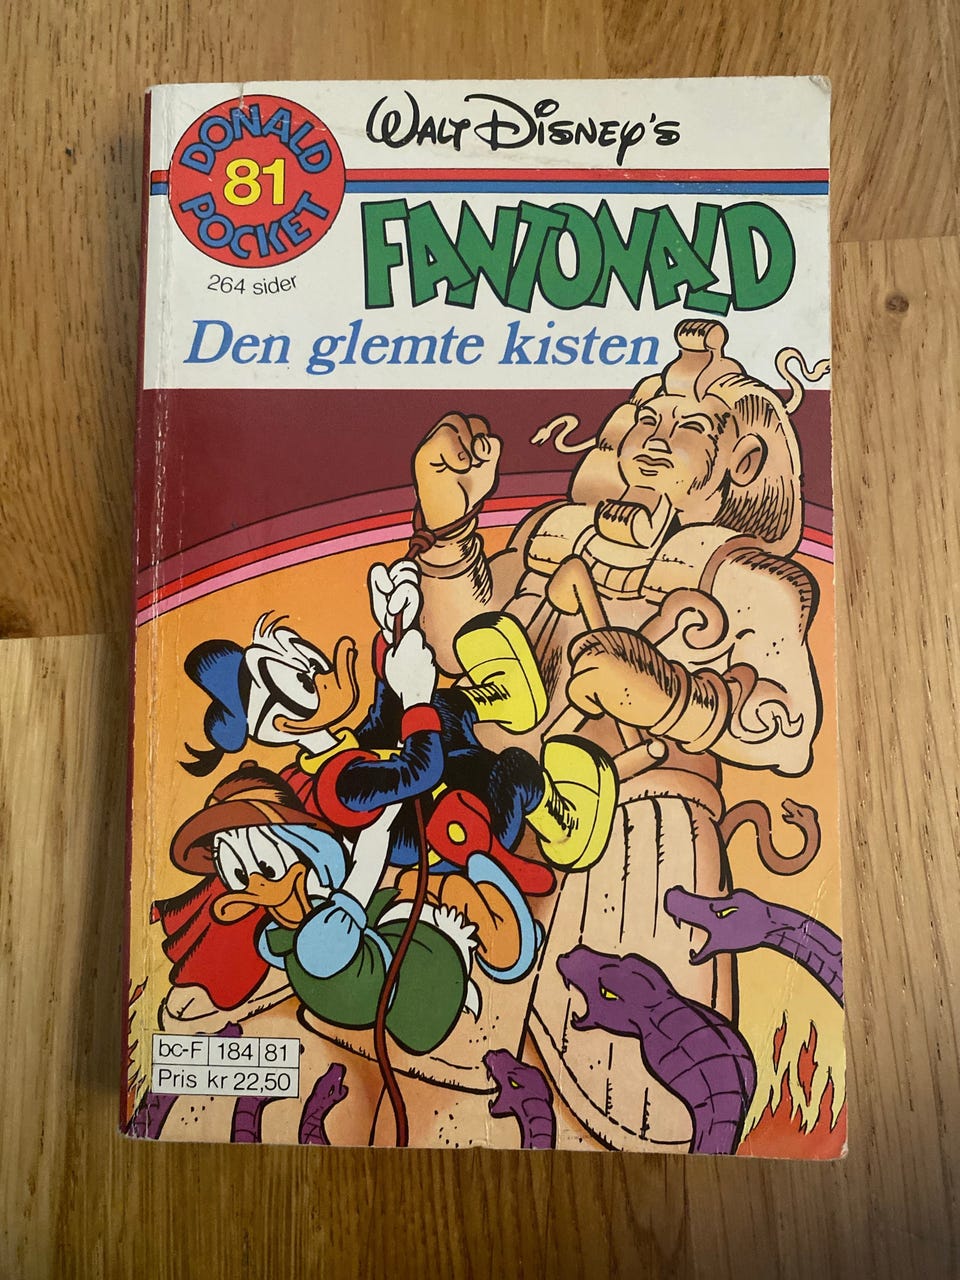 DONALD
81
POCKET
WALT DISNEY'S
264 sider
FANTONALD
Den glemte kisten
bc-F 184 81
Pris kr 22,50